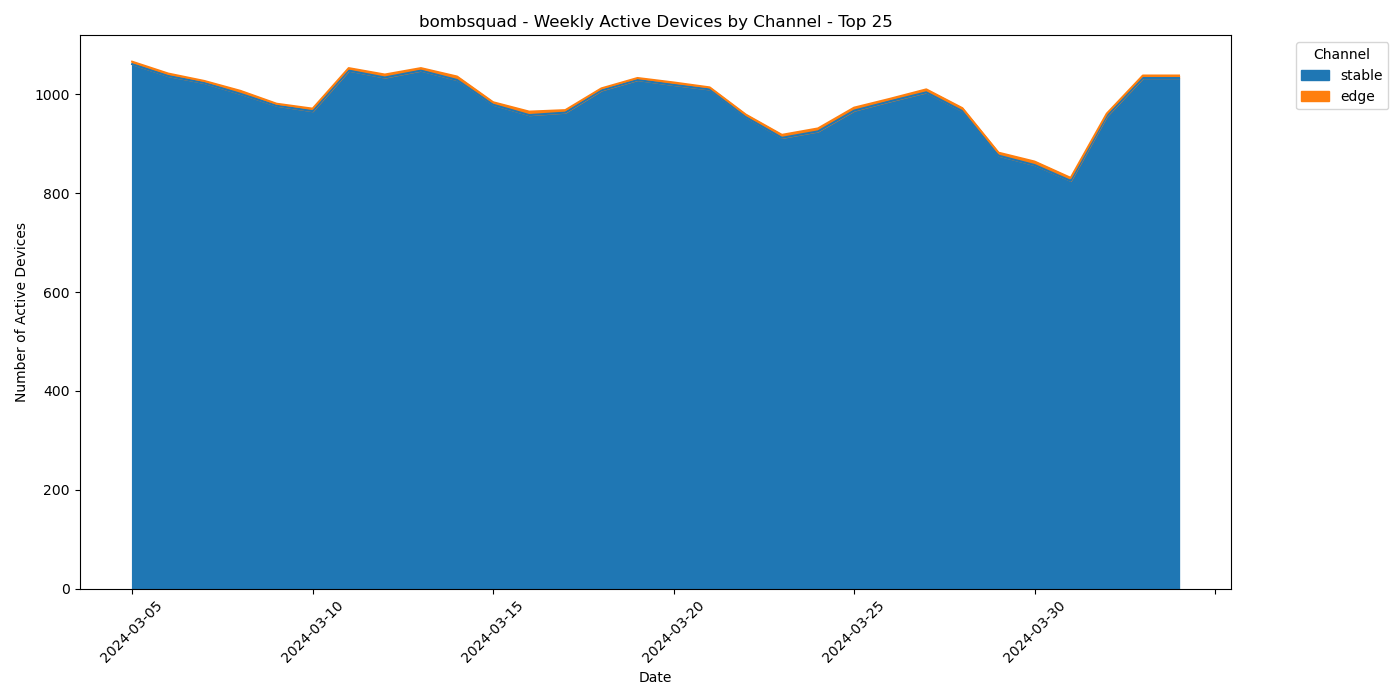 bombsquad - Weekly Active Devices by Channel - Top 25
Channel
stable
edge
Number of Active Devices
1000
800
600
400
200
0
2024-03-05
2024-03-10
2024-03-15
2024-03-20
2024-03-25
2024-03-30
Date